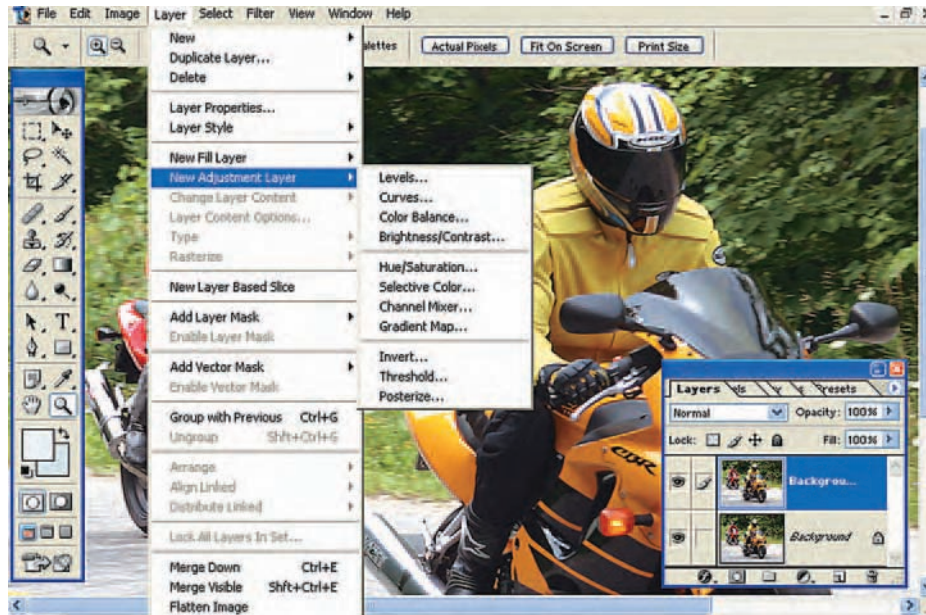 File Edit Image Layer Select Filter View Window Help
Actual Pixels Fit On Screen Print Size
New
Duplicate Layer...
Delete
Layer Properties...
Layer Style
New Fill Layer
New Adjustment Layer
Change Layer Content
Layer Content Options...
Type
Rasterize
New Layer Based Slice
Add Layer Mask
Enable Layer Mask
Add Vector Mask
Enable Vector Mask
Group with Previous Ctrl+G
Ungroup Shft+Ctrl+G
Arrange
Align Linked
Distribute Linked
Lock All Layers In Set...
Merge Down Ctrl+E
Merge Visible Shft+Ctrl+E
Flatten Image
Levels...
Curves...
Color Balance...
Brightness/Contrast...
Hue/Saturation...
Selective Color...
Channel Mixer...
Gradient Map...
Invert...
Threshold...
Posterize...
KBC
CBR
Layers
Normal Opacity: 100%
Lock: Fill: 100%
Backgrou...
Background